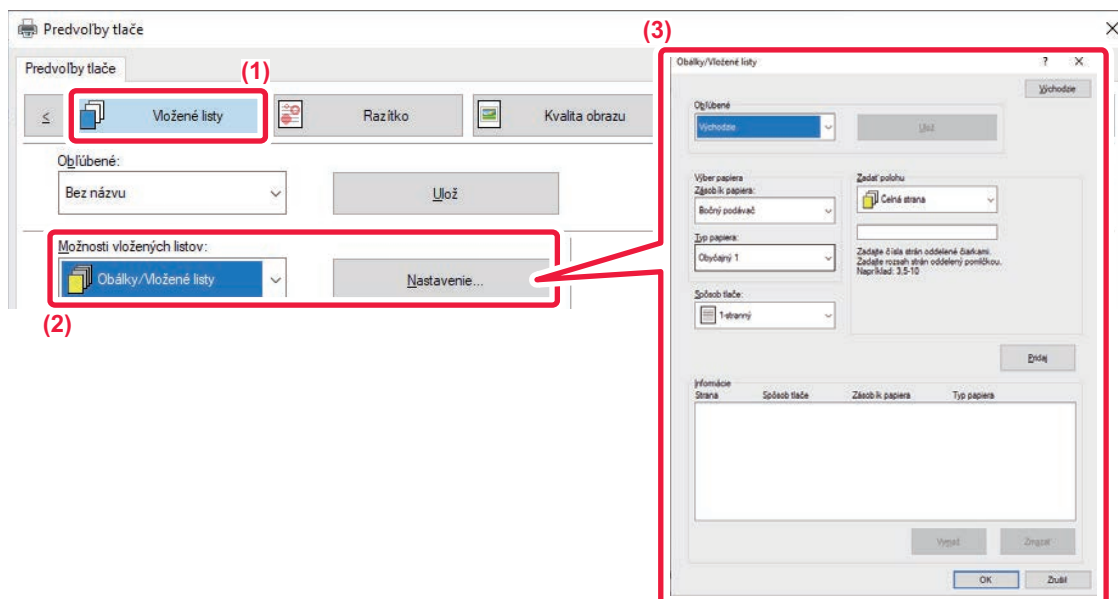 Predvoľby tlače
(3)
Predvoľby tlače
(1)
≤
Vložené listy
Razítko
Kvalita obrazu
Obľúbené:
Bez názvu
Ulož
Možnosti vložených listov:
Obálky/Vložené listy
Nastavenie...
(2)
Obálky/Vložené listy
?
Východzie
Obľúbené
Východzie
Ulož
Výber papiera
Zásobík papiera:
Bočný podávač
Typ papiera:
Obyčajný 1
Spôsob tlače:
1-stranný
Zadať polohu
Čelná strana
Zadajte čísla strán oddelené čiarkami.
Zadajte rozsah strán oddelený pomlčkou.
Napríklad: 3,5-10
Pridaj
Informácie
Strana Spôsob tlače Zásobík papiera Typ papiera
Vymaž
Zmazať
OK
Zrušiť